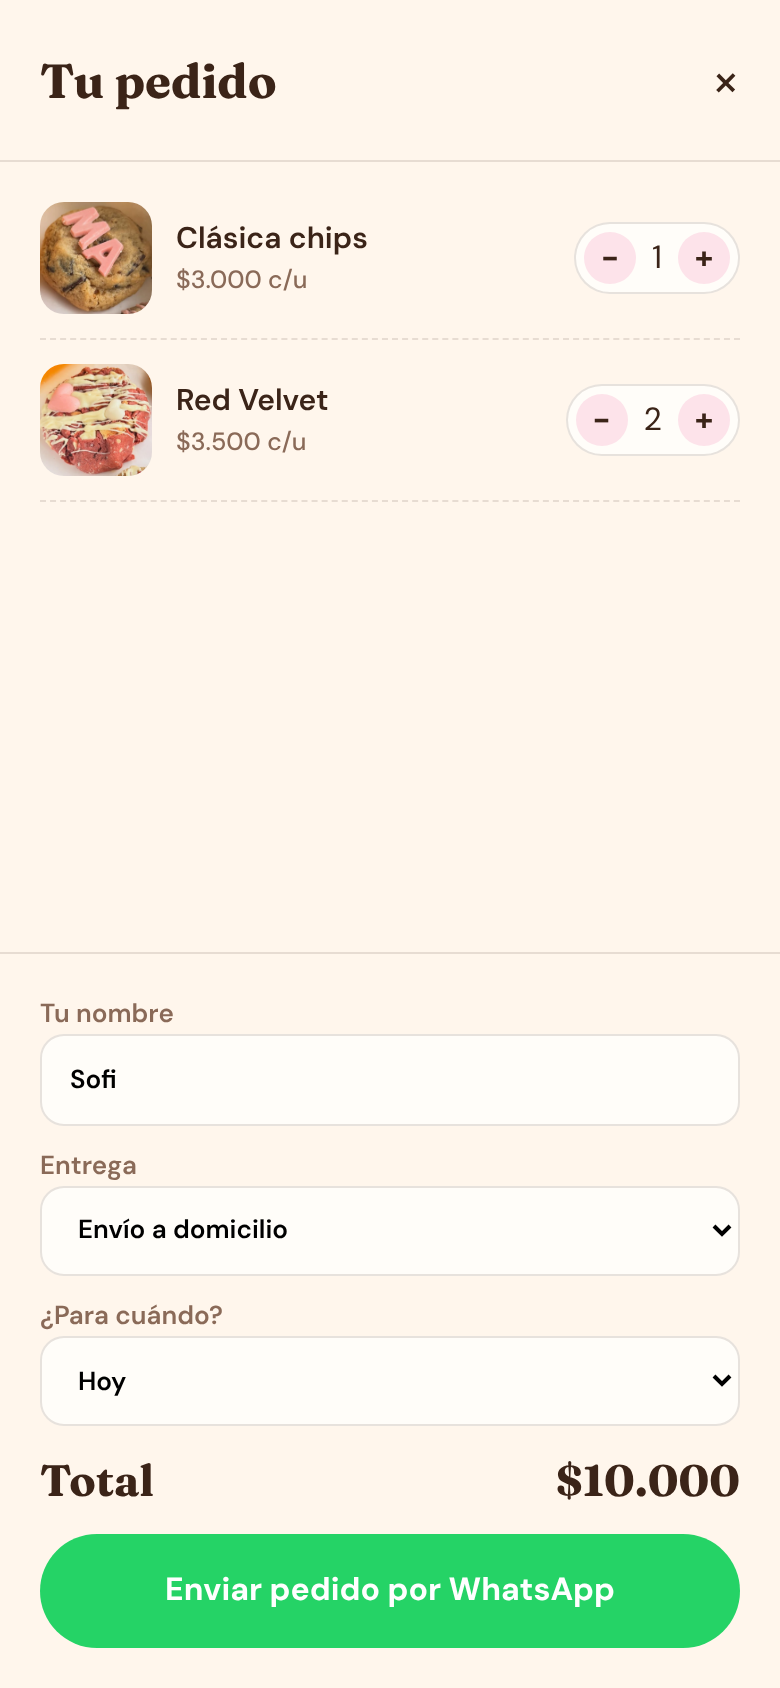 Tu pedido ×
MA
Clásica chips
$3.000 c/u
- 1 +
Red Velvet
$3.500 c/u
- 2 +
Tu nombre
Sofi
Entrega
Envío a domicilio
¿Para cuándo?
Hoy
Total $10.000
Enviar pedido por WhatsApp